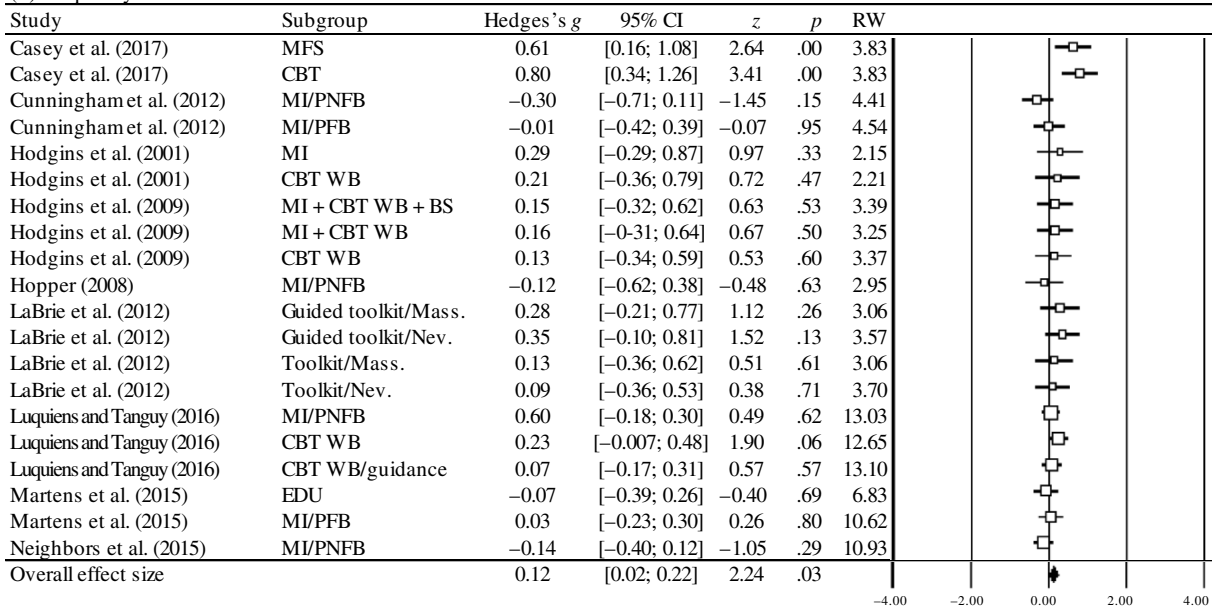 Study Subgroup Hedges's g 95% CI z p RW
Casey et al. (2017) MFS 0.61 [0.16; 1.08] 2.64 .00 3.83
Casey et al. (2017) CBT 0.80 [0.34; 1.26] 3.41 .00 3.83
Cunningham et al. (2012) MI/PNFB −0.30 [−0.71; 0.11] −1.45 .15 4.41
Cunningham et al. (2012) MI/PFB −0.01 [−0.42; 0.39] −0.07 .95 4.54
Hodgins et al. (2001) MI 0.29 [−0.29; 0.87] 0.97 .33 2.15
Hodgins et al. (2001) CBT WB 0.21 [−0.36; 0.79] 0.72 .47 2.21
Hodgins et al. (2009) MI + CBT WB + BS 0.15 [−0.32; 0.62] 0.63 .53 3.39
Hodgins et al. (2009) MI + CBT WB 0.16 [−0-31; 0.64] 0.67 .50 3.25
Hodgins et al. (2009) CBT WB 0.13 [−0.34; 0.59] 0.53 .60 3.37
Hopper (2008) MI/PNFB −0.12 [−0.62; 0.38] −0.48 .63 2.95
LaBrie et al. (2012) Guided toolkit/Mass. 0.28 [−0.21; 0.77] 1.12 .26 3.06
LaBrie et al. (2012) Guided toolkit/Nev. 0.35 [−0.10; 0.81] 1.52 .13 3.57
LaBrie et al. (2012) Toolkit/Mass. 0.13 [−0.36; 0.62] 0.51 .61 3.06
LaBrie et al. (2012) Toolkit/Nev. 0.09 [−0.36; 0.53] 0.38 .71 3.70
Luquiens and Tanguy (2016) MI/PNFB 0.60 [−0.18; 0.30] 0.49 .62 13.03
Luquiens and Tanguy (2016) CBT WB 0.23 [−0.007; 0.48] 1.90 .06 12.65
Luquiens and Tanguy (2016) CBT WB/guidance 0.07 [−0.17; 0.31] 0.57 .57 13.10
Martens et al. (2015) EDU −0.07 [−0.39; 0.26] −0.40 .69 6.83
Martens et al. (2015) MI/PFB 0.03 [−0.23; 0.30] 0.26 .80 10.62
Neighbors et al. (2015) MI/PNFB −0.14 [−0.40; 0.12] −1.05 .29 10.93
Overall effect size 0.12 [0.02; 0.22] 2.24 .03
−4.00 −2.00 0.00 2.00 4.00